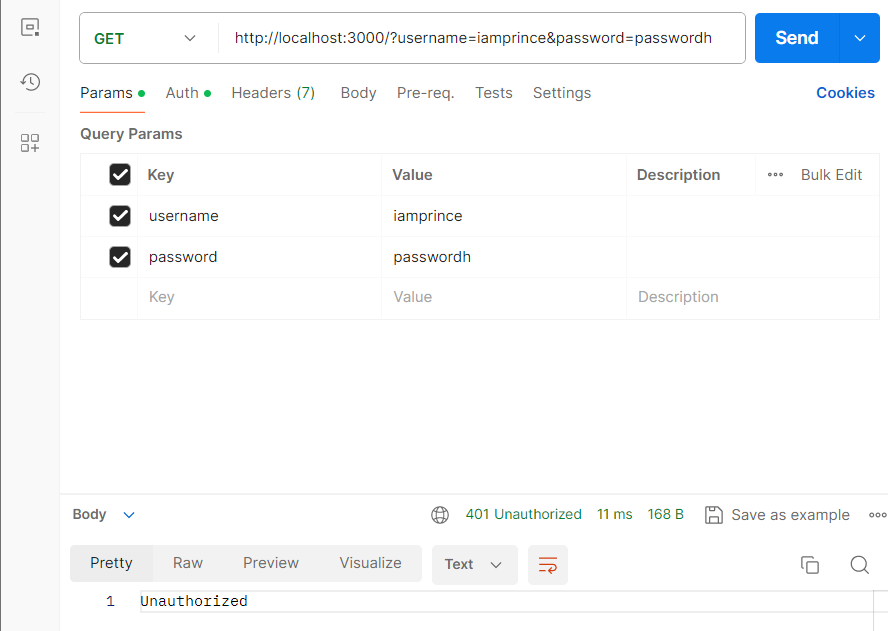 GET http://localhost:3000/?username=iamprince&password=passwordh Send
Params Auth Headers (7) Body Pre-req. Tests Settings Cookies
Query Params
Key Value Description Bulk Edit
username iamprince
password passwordh
Key Value Description
Body 401 Unauthorized 11 ms 168 B Save as example
Pretty Raw Preview Visualize Text
1 Unauthorized